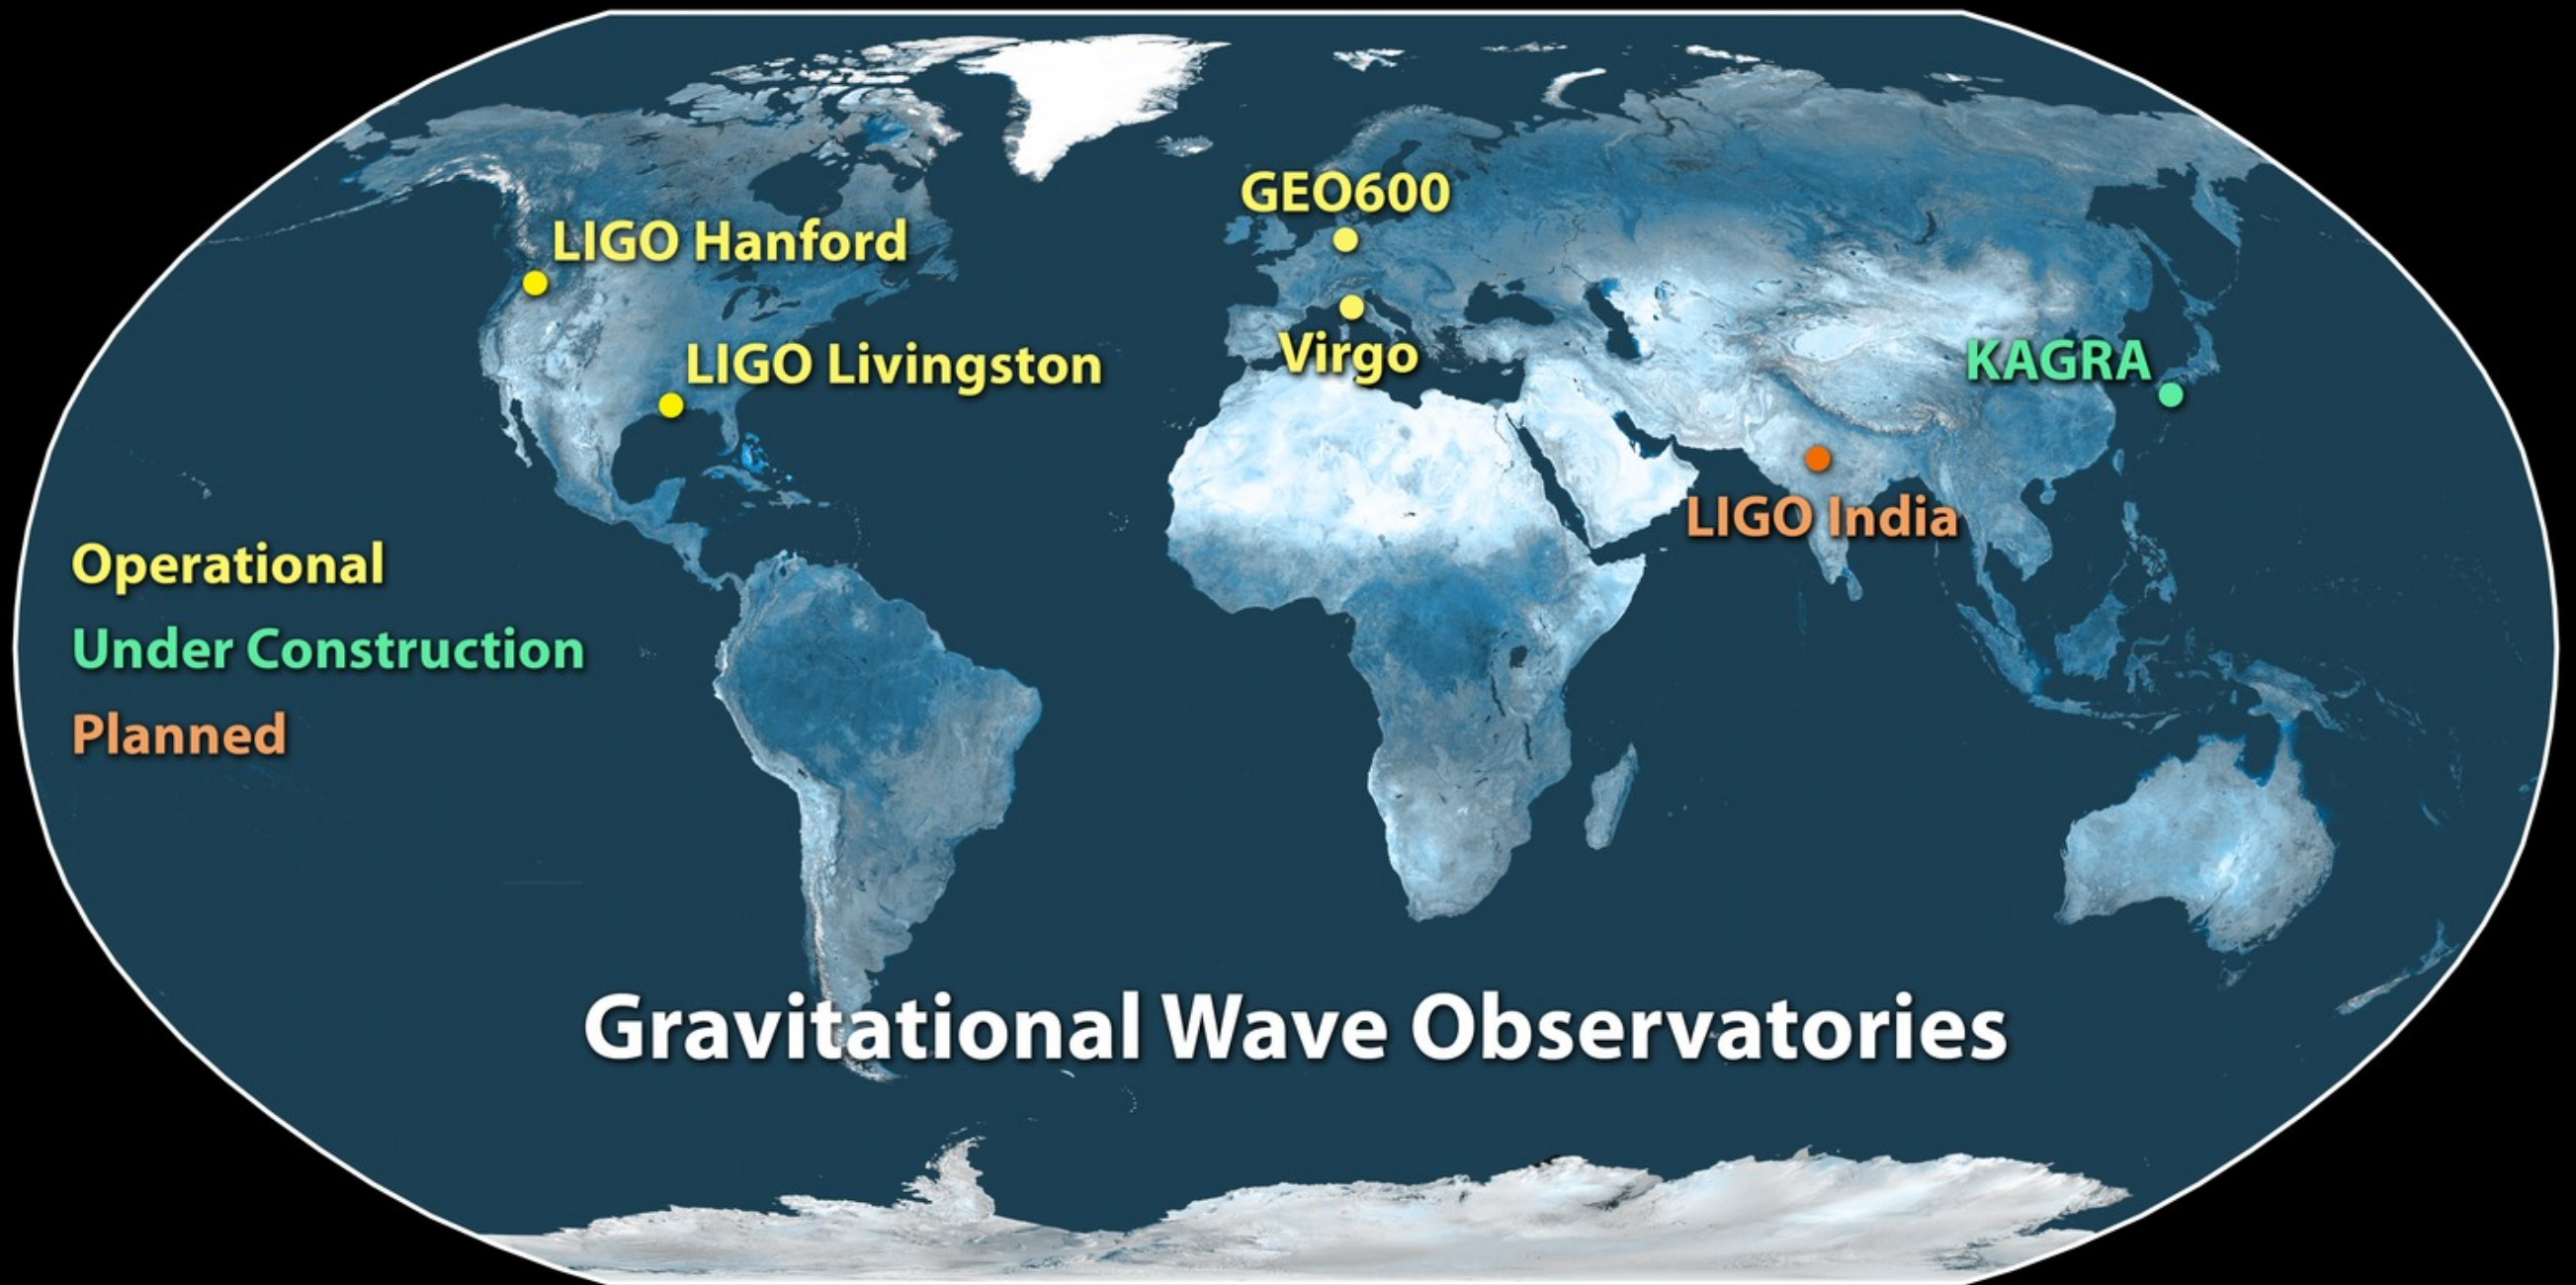 GEO600
LIGO Hanford
LIGO Livingston
Virgo
KAGRA
LIGO India
Operational
Under Construction
Planned
Gravitational Wave Observatories